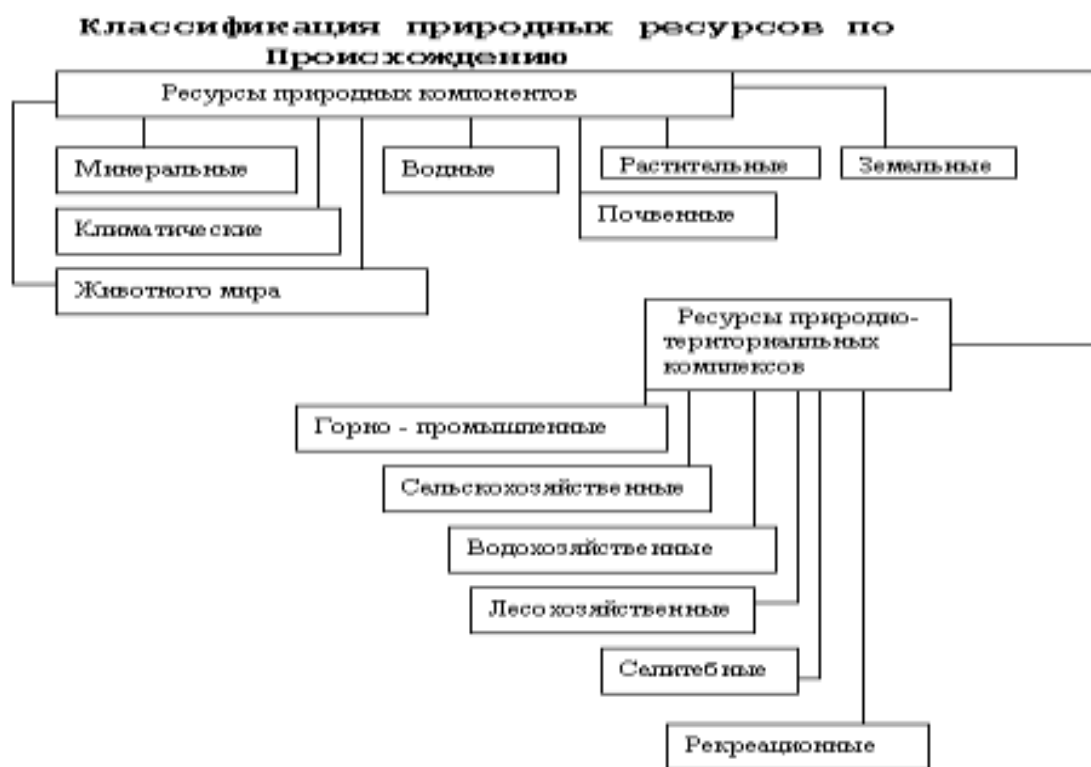 Классификация природных ресурсов по
Происхождению
Ресурсы природных компонентов
Минеральные
Водные
Растительные
Земельные
Климатические
Почвенные
Животного мира
Ресурсы природно-
териториалльных
комплексов
Горно - промышленные
Сельскохозяйственные
Водохозяйственные
Лесохозяйственные
Селитебные
Рекреационные